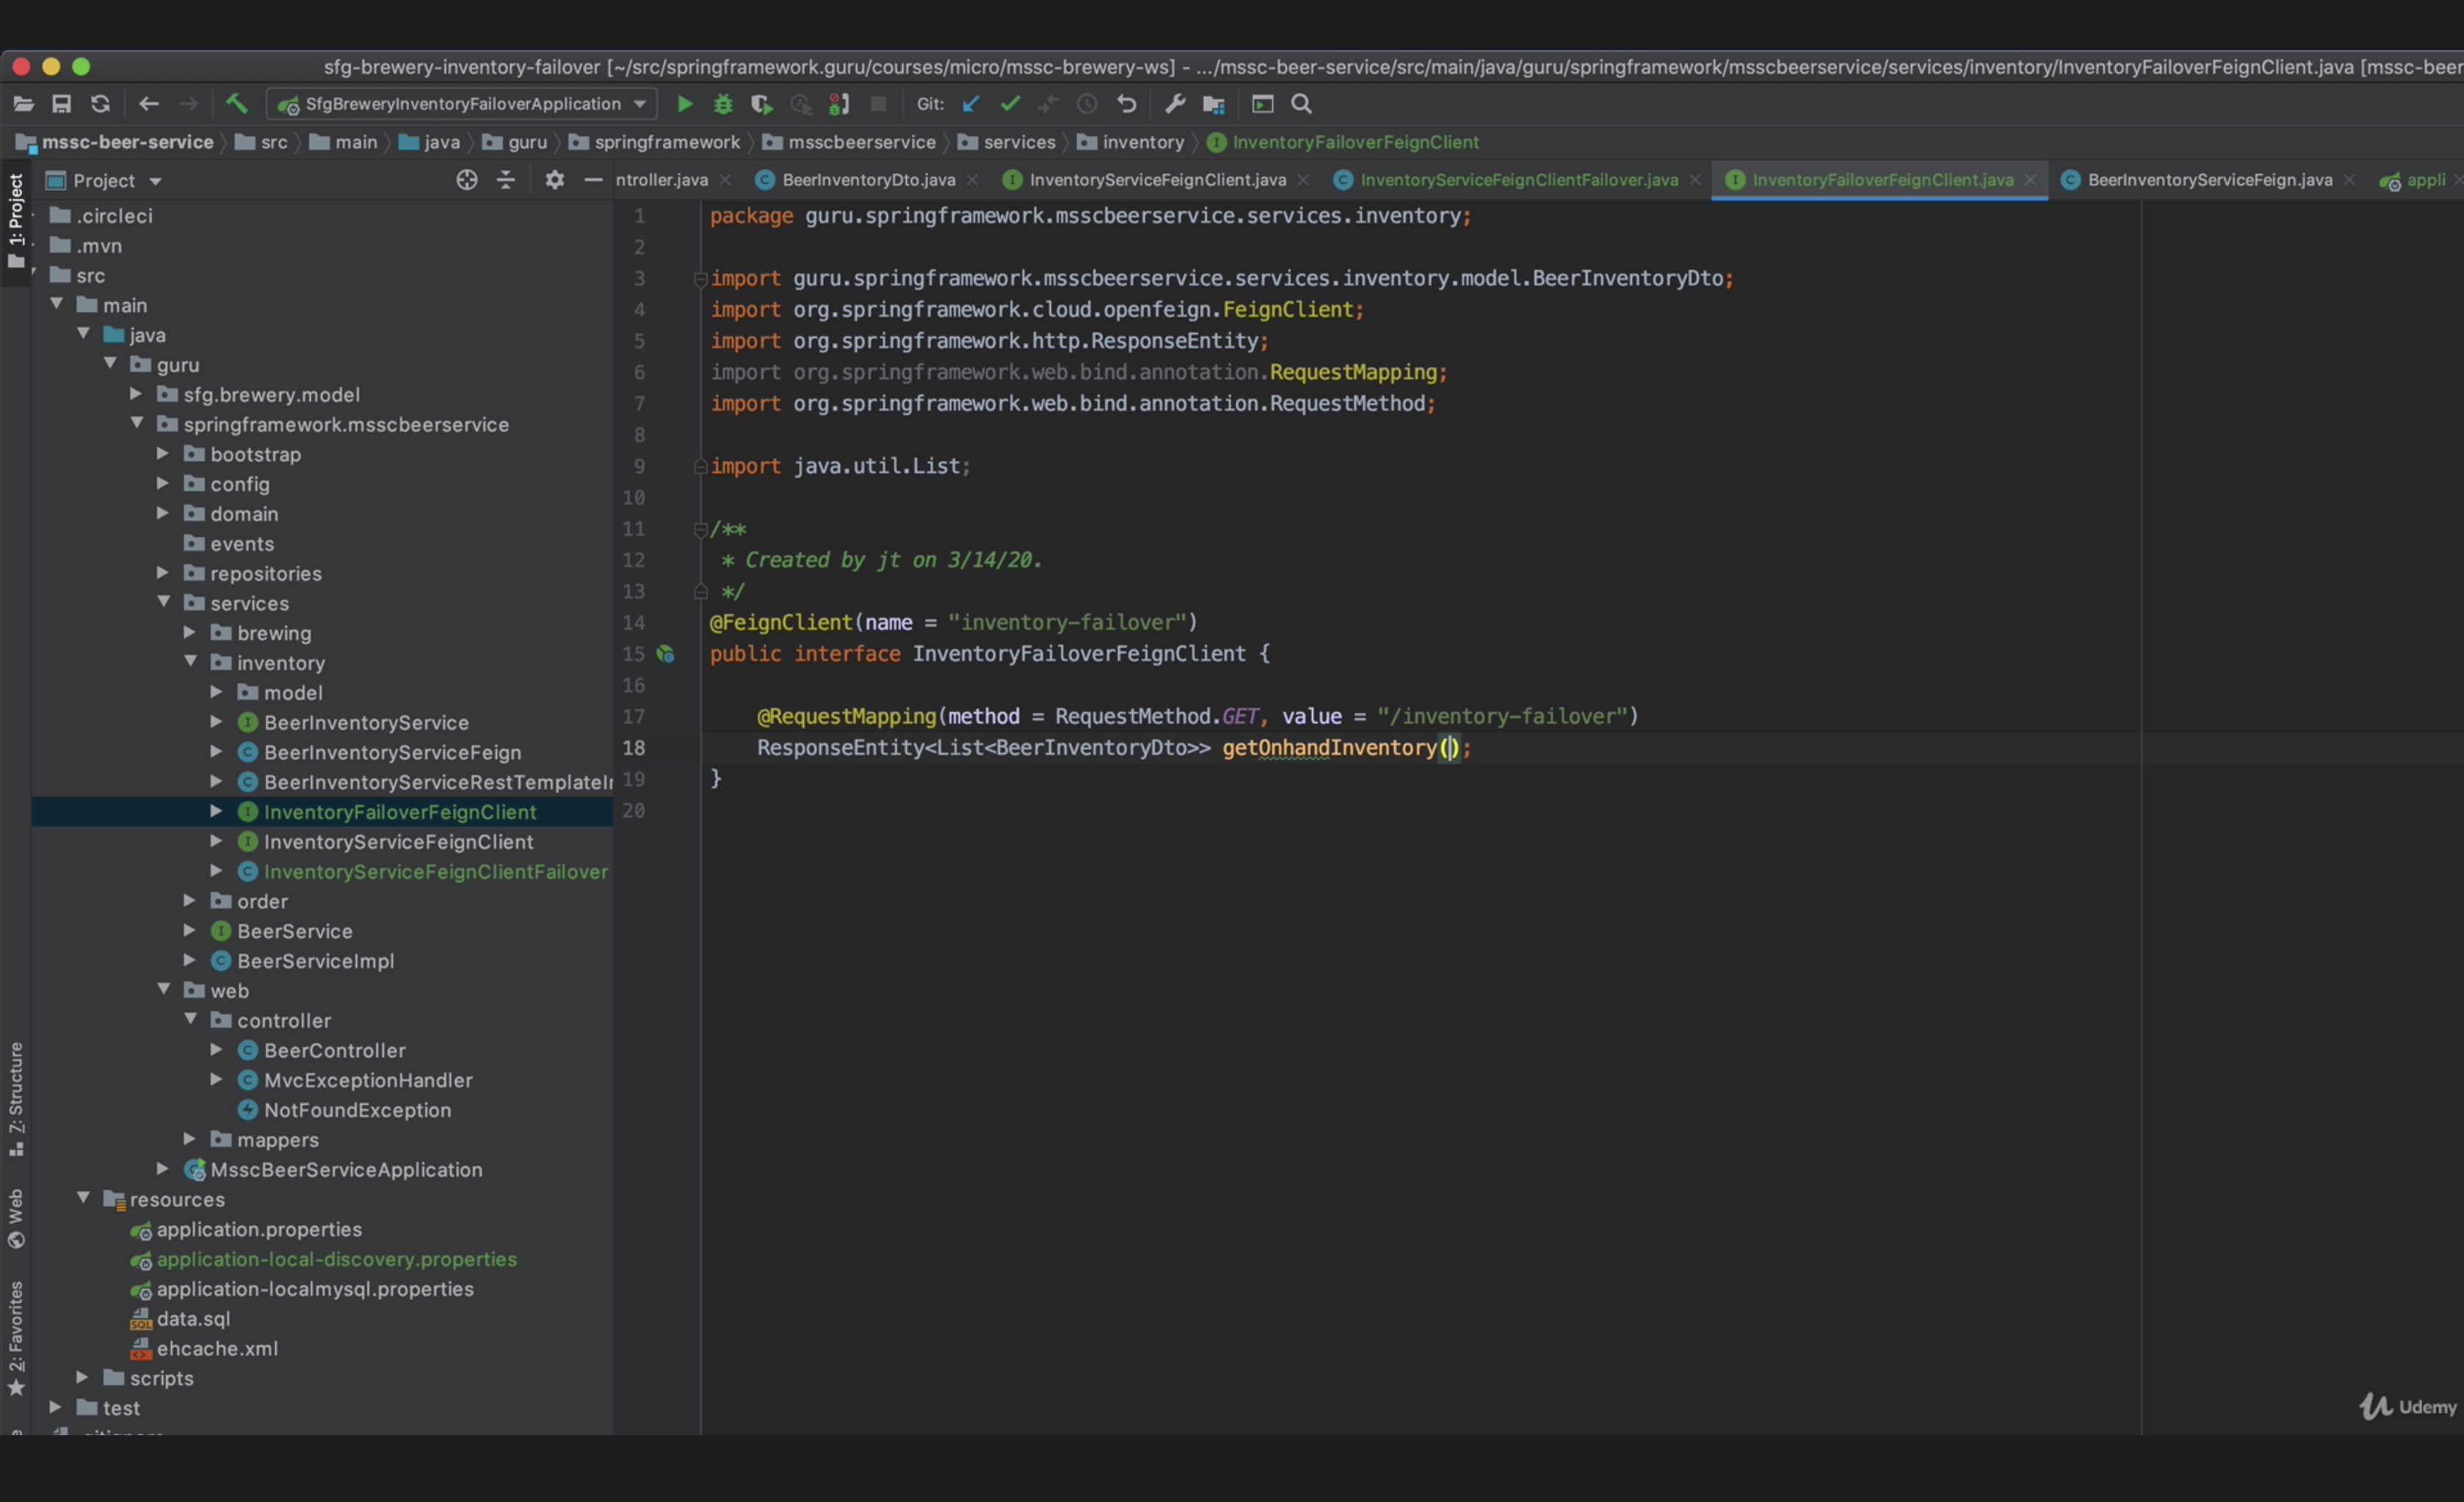 sfg-brewery-inventory-failover [~/src/springframework.guru/courses/micro/mssc-brewery-ws] - .../mssc-beer-service/src/main/java/guru/springframework/msscbeerservice/services/inventory/InventoryFailoverFeignClient.java [mssc-beer
SfgBreweryInventoryFailoverApplication Git:
mssc-beer-service src main java guru springframework msscbeerservice services inventory InventoryFailoverFeignClient
Project ntroller.java BeerInventoryDto.java InventoryServiceFeignClient.java InventoryServiceFeignClientFailover.java InventoryFailoverFeignClient.java BeerInventoryServiceFeign.java appli
1: Project
7: Structure
Web
2: Favorites
.circleci
.mvn
src
main
java
guru
sfg.brewery.model
springframework.msscbeerservice
bootstrap
config
domain
events
repositories
services
brewing
inventory
model
BeerInventoryService
BeerInventoryServiceFeign
BeerInventoryServiceRestTemplateIr
InventoryFailoverFeignClient
InventoryServiceFeignClient
InventoryServiceFeignClientFailover
order
BeerService
BeerServiceImpl
web
controller
BeerController
MvcExceptionHandler
NotFoundException
mappers
MsscBeerServiceApplication
resources
application.properties
application-local-discovery.properties
application-localmysql.properties
data.sql
ehcache.xml
scripts
test
1 package guru.springframework.msscbeerservice.services.inventory;
2
3 import guru.springframework.msscbeerservice.services.inventory.model.BeerInventoryDto;
4 import org.springframework.cloud.openfeign.FeignClient;
5 import org.springframework.http.ResponseEntity;
6 import org.springframework.web.bind.annotation.RequestMapping;
7 import org.springframework.web.bind.annotation.RequestMethod;
8
9 import java.util.List;
10
11 /**
12 * Created by jt on 3/14/20.
13 */
14 @FeignClient(name = "inventory-failover")
15 public interface InventoryFailoverFeignClient {
16
17 @RequestMapping(method = RequestMethod.GET, value = "/inventory-failover")
18 ResponseEntity<List<BeerInventoryDto>> getOnhandInventory();
19 }
20
Udemy